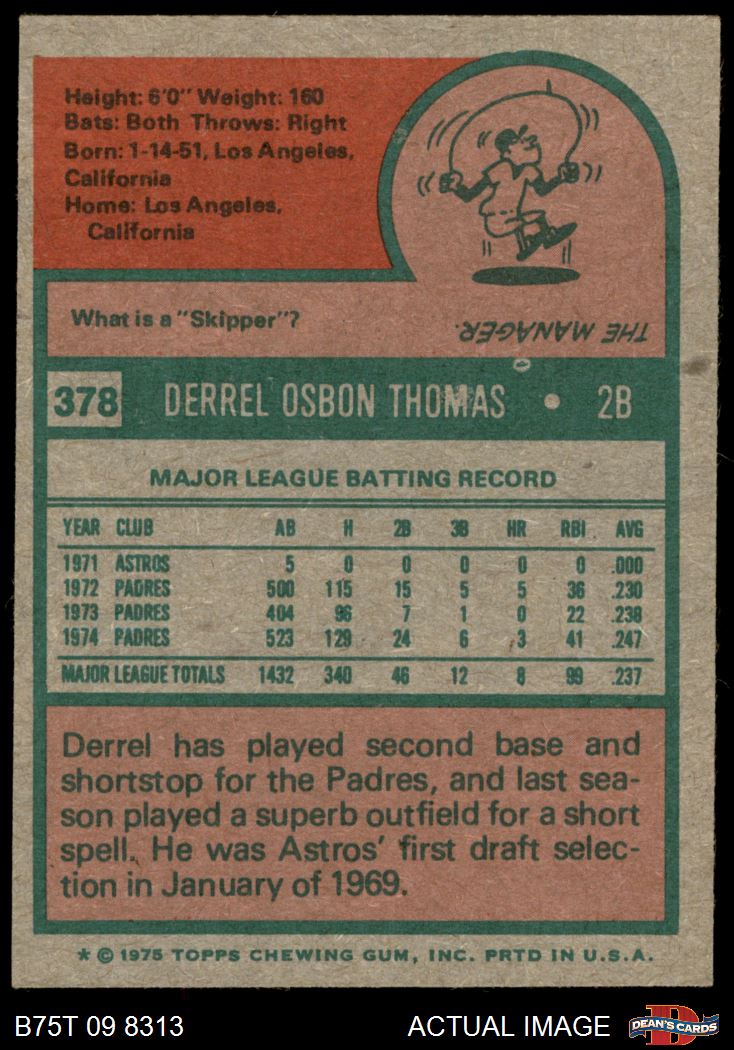 Height: 6'0" Weight: 160
Bats: Both Throws: Right
Born: 1-14-51, Los Angeles,
California
Home: Los Angeles,
California
What is a "Skipper"?
THE MANAGER.
378 DERREL OSBON THOMAS • 2B
MAJOR LEAGUE BATTING RECORD
YEAR CLUB AB H 2B 3B HR RBI AVG
1971 ASTROS 5 0 0 0 0 0 .000
1972 PADRES 500 115 15 5 5 36 .230
1973 PADRES 404 96 7 1 0 22 .238
1974 PADRES 523 129 24 6 3 41 .247
MAJOR LEAGUE TOTALS 1432 340 46 12 8 99 .237
Derrel has played second base and
shortstop for the Padres, and last sea-
son played a superb outfield for a short
spell. He was Astros' first draft selec-
tion in January of 1969.
* © 1975 TOPPS CHEWING GUM, INC. PRTD IN U.S.A.
B75T 09 8313 ACTUAL IMAGE DEAN'S CARDS